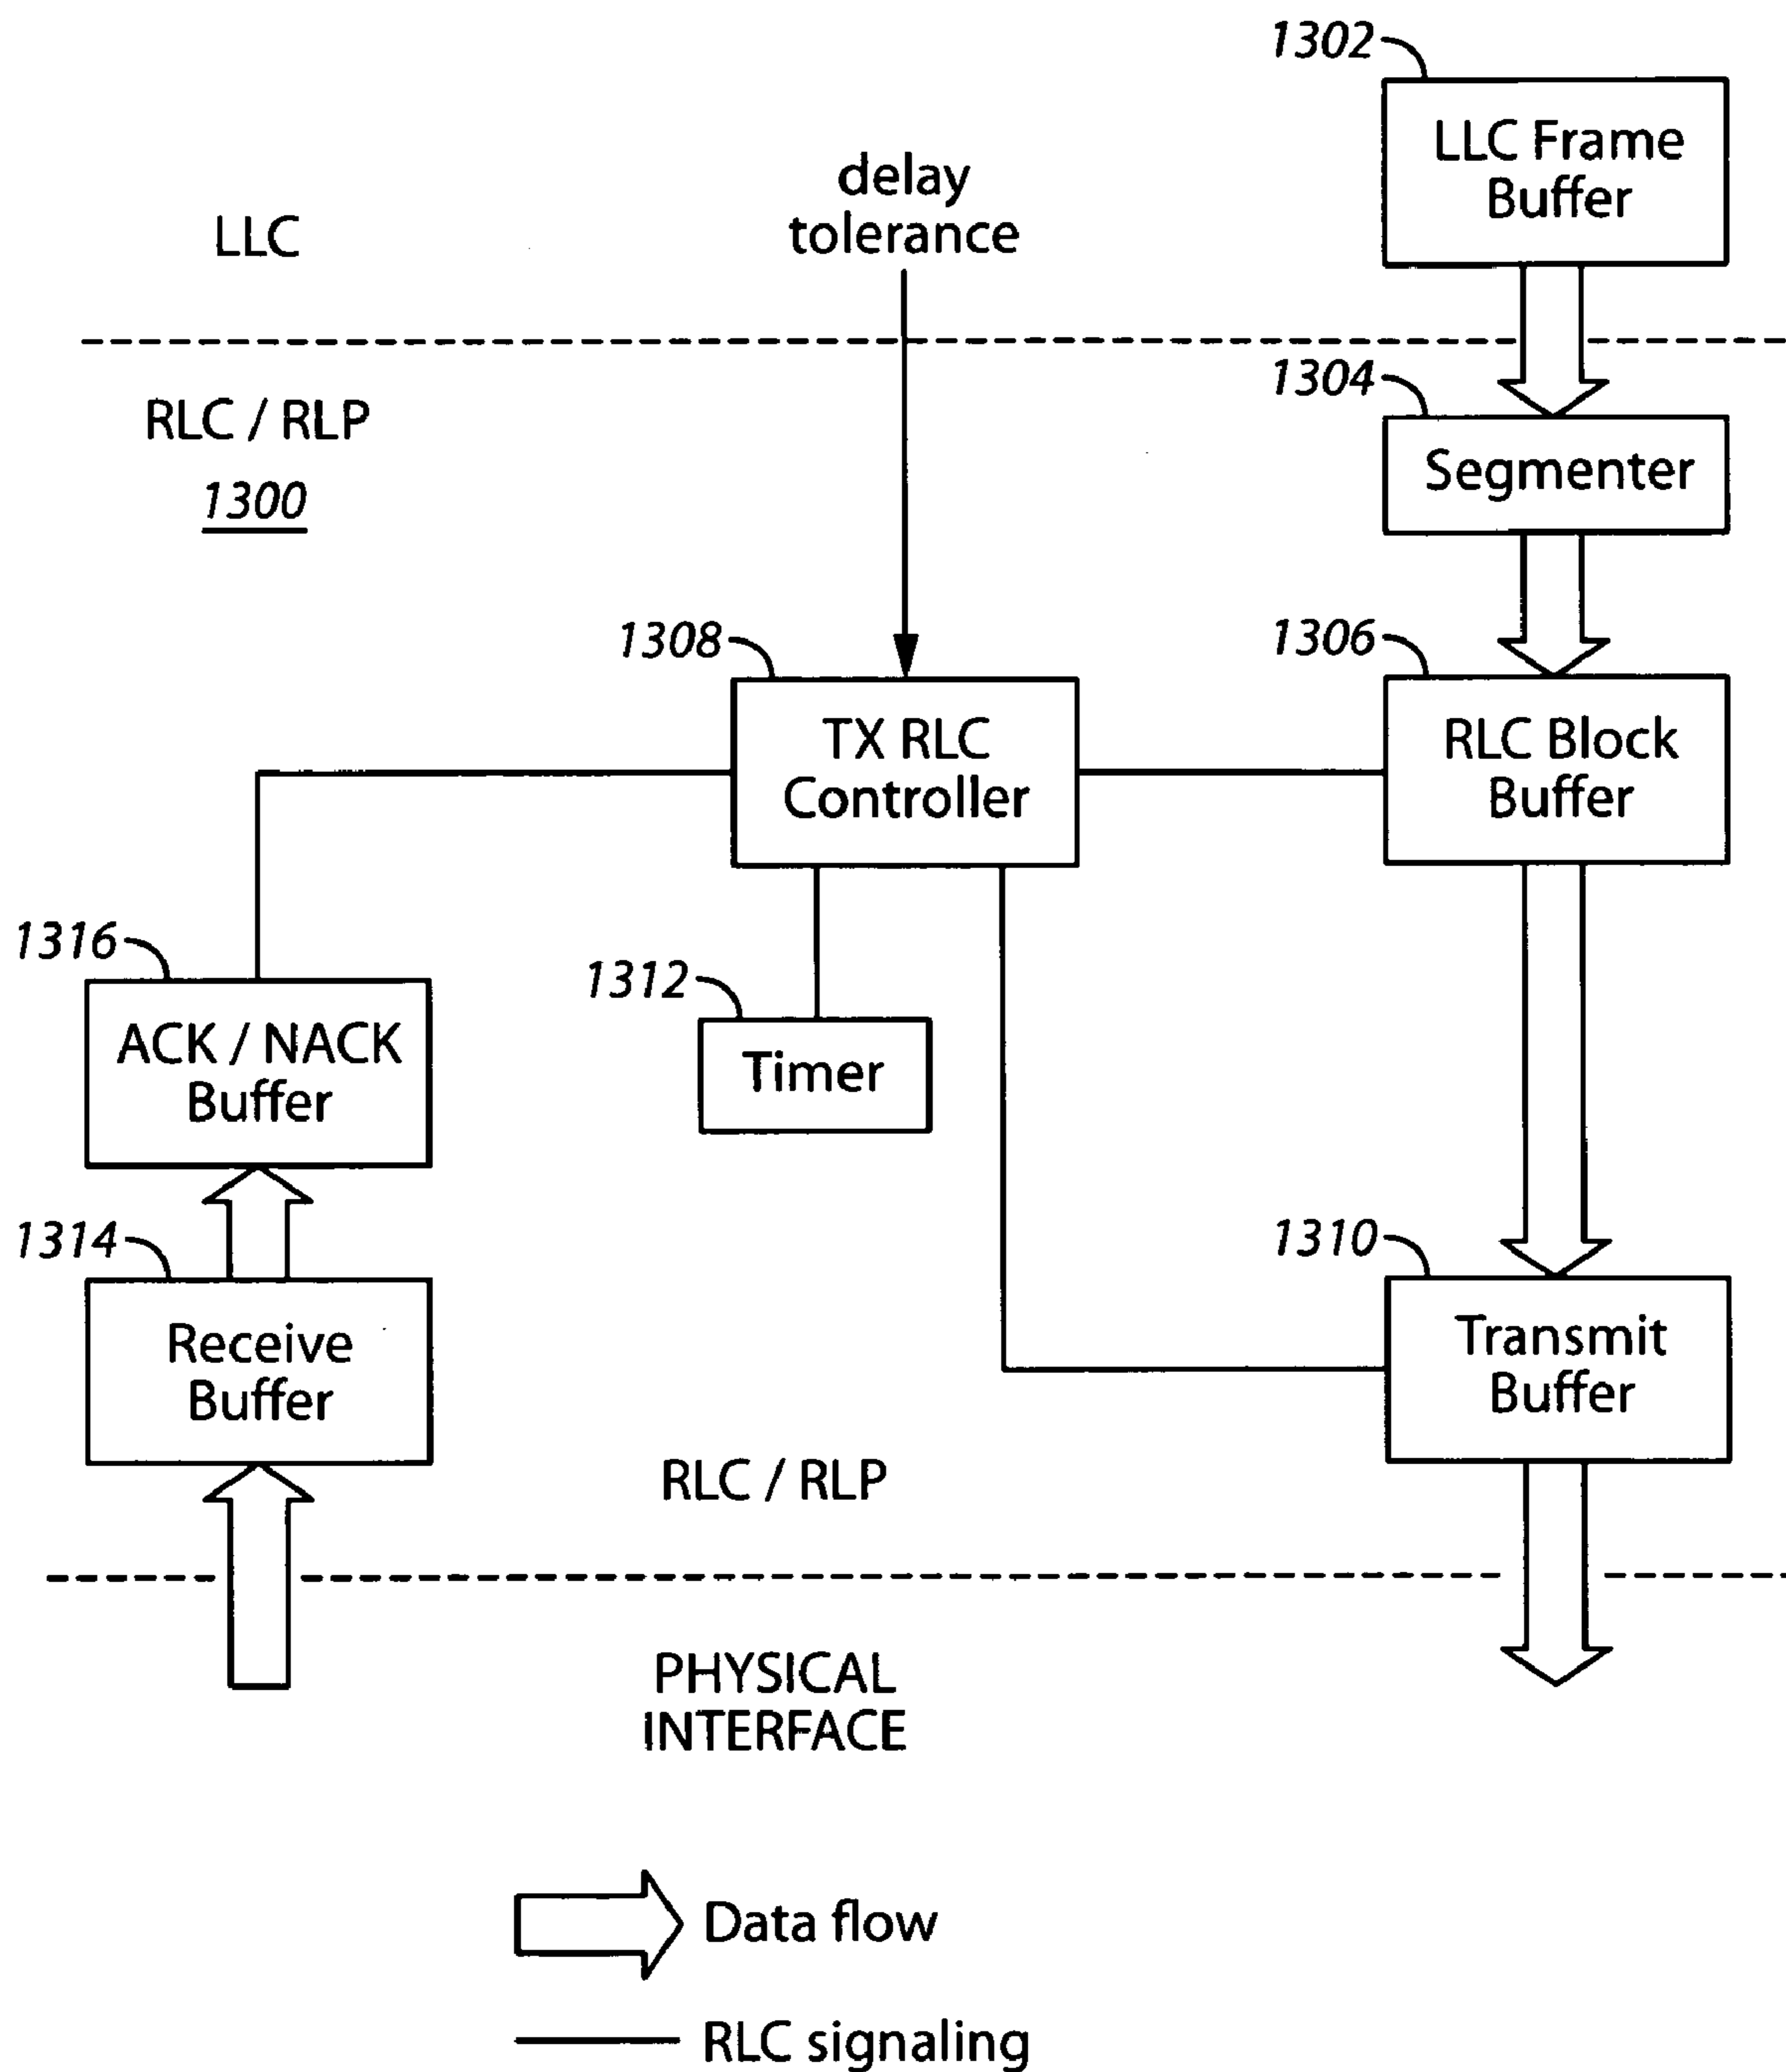 1302
LLC Frame
Buffer
delay
tolerance
LLC
1304
RLC / RLP
Segmenter
1300
1308
1306
TX RLC
Controller
RLC Block
Buffer
1316
1312
ACK / NACK
Buffer
Timer
1314
1310
Receive
Buffer
Transmit
Buffer
RLC / RLP
PHYSICAL
INTERFACE
Data flow
RLC signaling